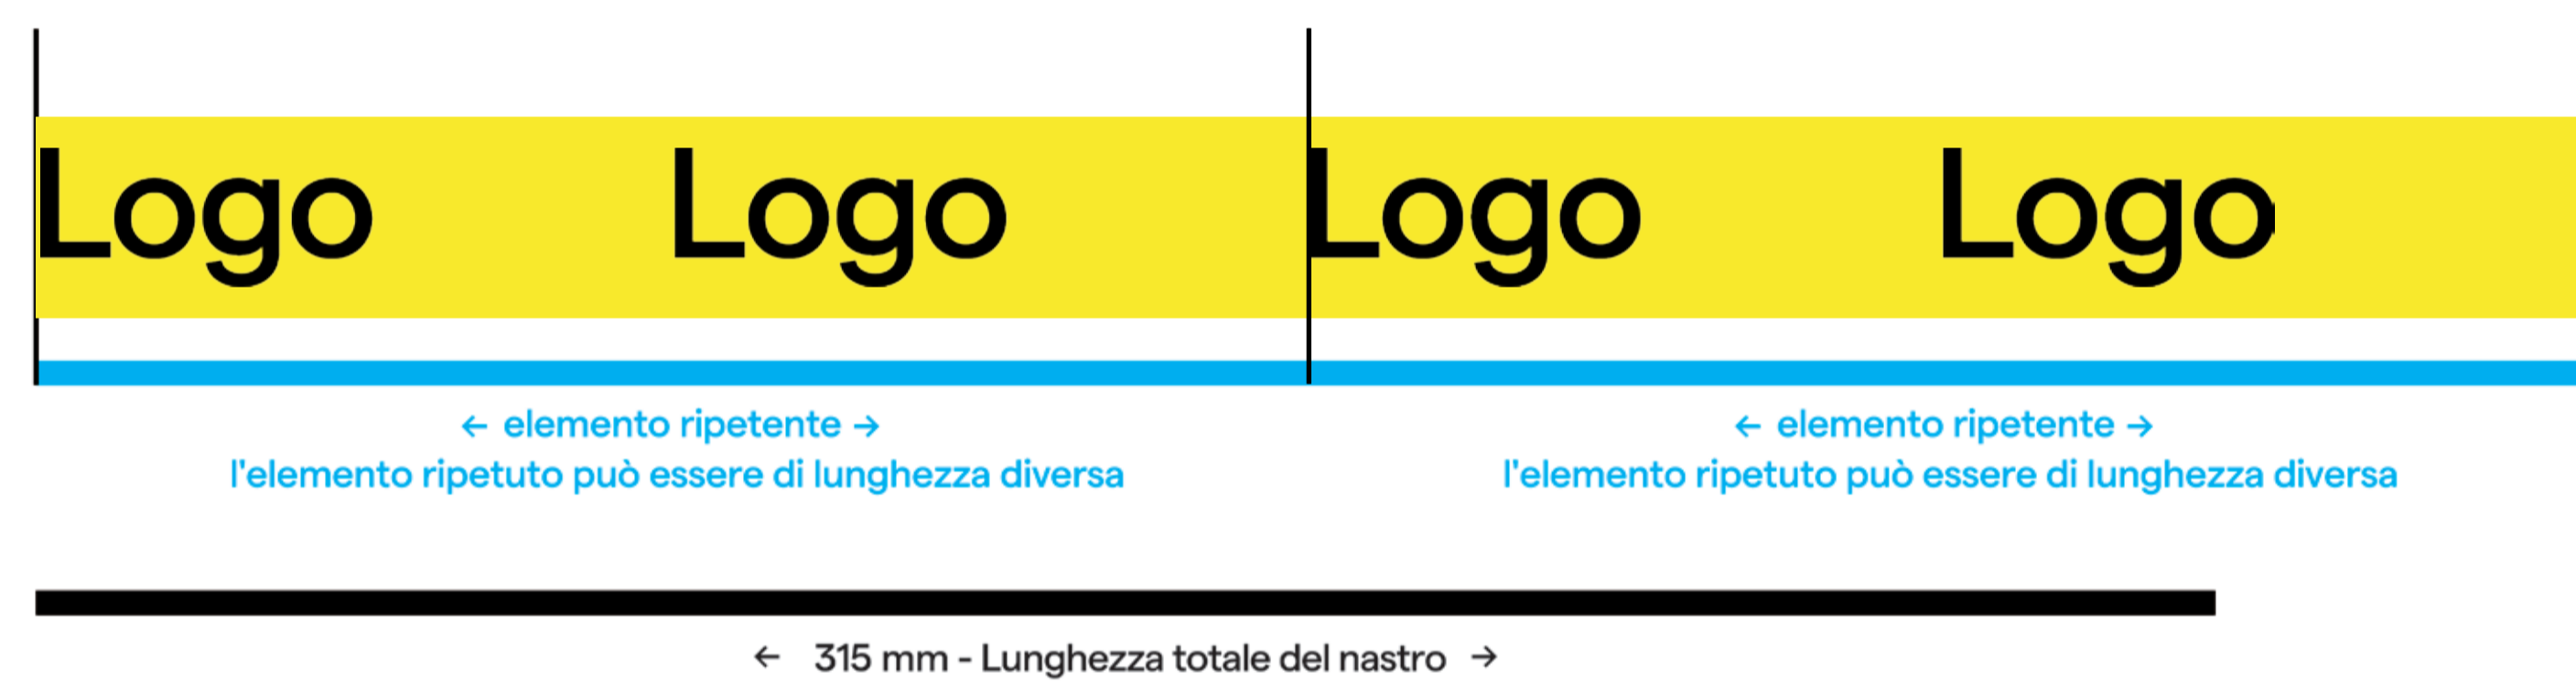 Logo Logo Logo Logo
← elemento ripetente → ← elemento ripetente →
l'elemento ripetuto può essere di lunghezza diversa l'elemento ripetuto può essere di lunghezza diversa
← 315 mm - Lunghezza totale del nastro →